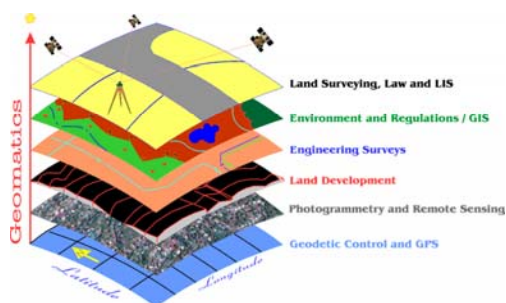 Geomatics
Land Surveying, Law and LIS
Environment and Regulations / GIS
Engineering Surveys
Land Development
Photogrammetry and Remote Sensing
Geodetic Control and GPS
Latitude
Longitude